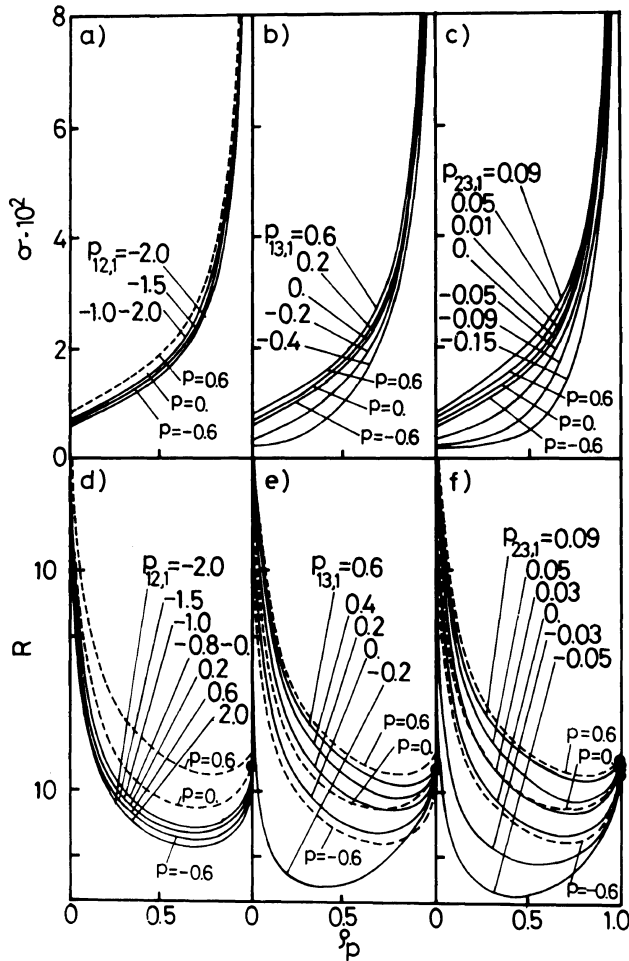 8
6
4
2
0
σ·10²
a)
p12,1=-2.0
-1.5
-1.0-2.0
p=0.6
p=0.
p=-0.6
b)
p13,1=0.6
0.2
0.
-0.2
-0.4
p=0.6
p=0.
p=-0.6
c)
p23,1=0.09
0.05
0.01
0.
-0.05
-0.09
-0.15
p=0.6
p=0.
p=-0.6
R
10
10
d)
p12,1=-2.0
-1.5
-1.0
-0.8-0.
0.2
0.6
2.0
p=0.6
p=0.
p=-0.6
e)
p13,1=0.6
0.4
0.2
0.
-0.2
p=0.6
p=0.
p=-0.6
f)
p23,1=0.09
0.05
0.03
0.
-0.03
-0.05
p=0.6
p=0.
p=-0.6
0 0.5 0 0.5 0 0.5 1.0
ρp